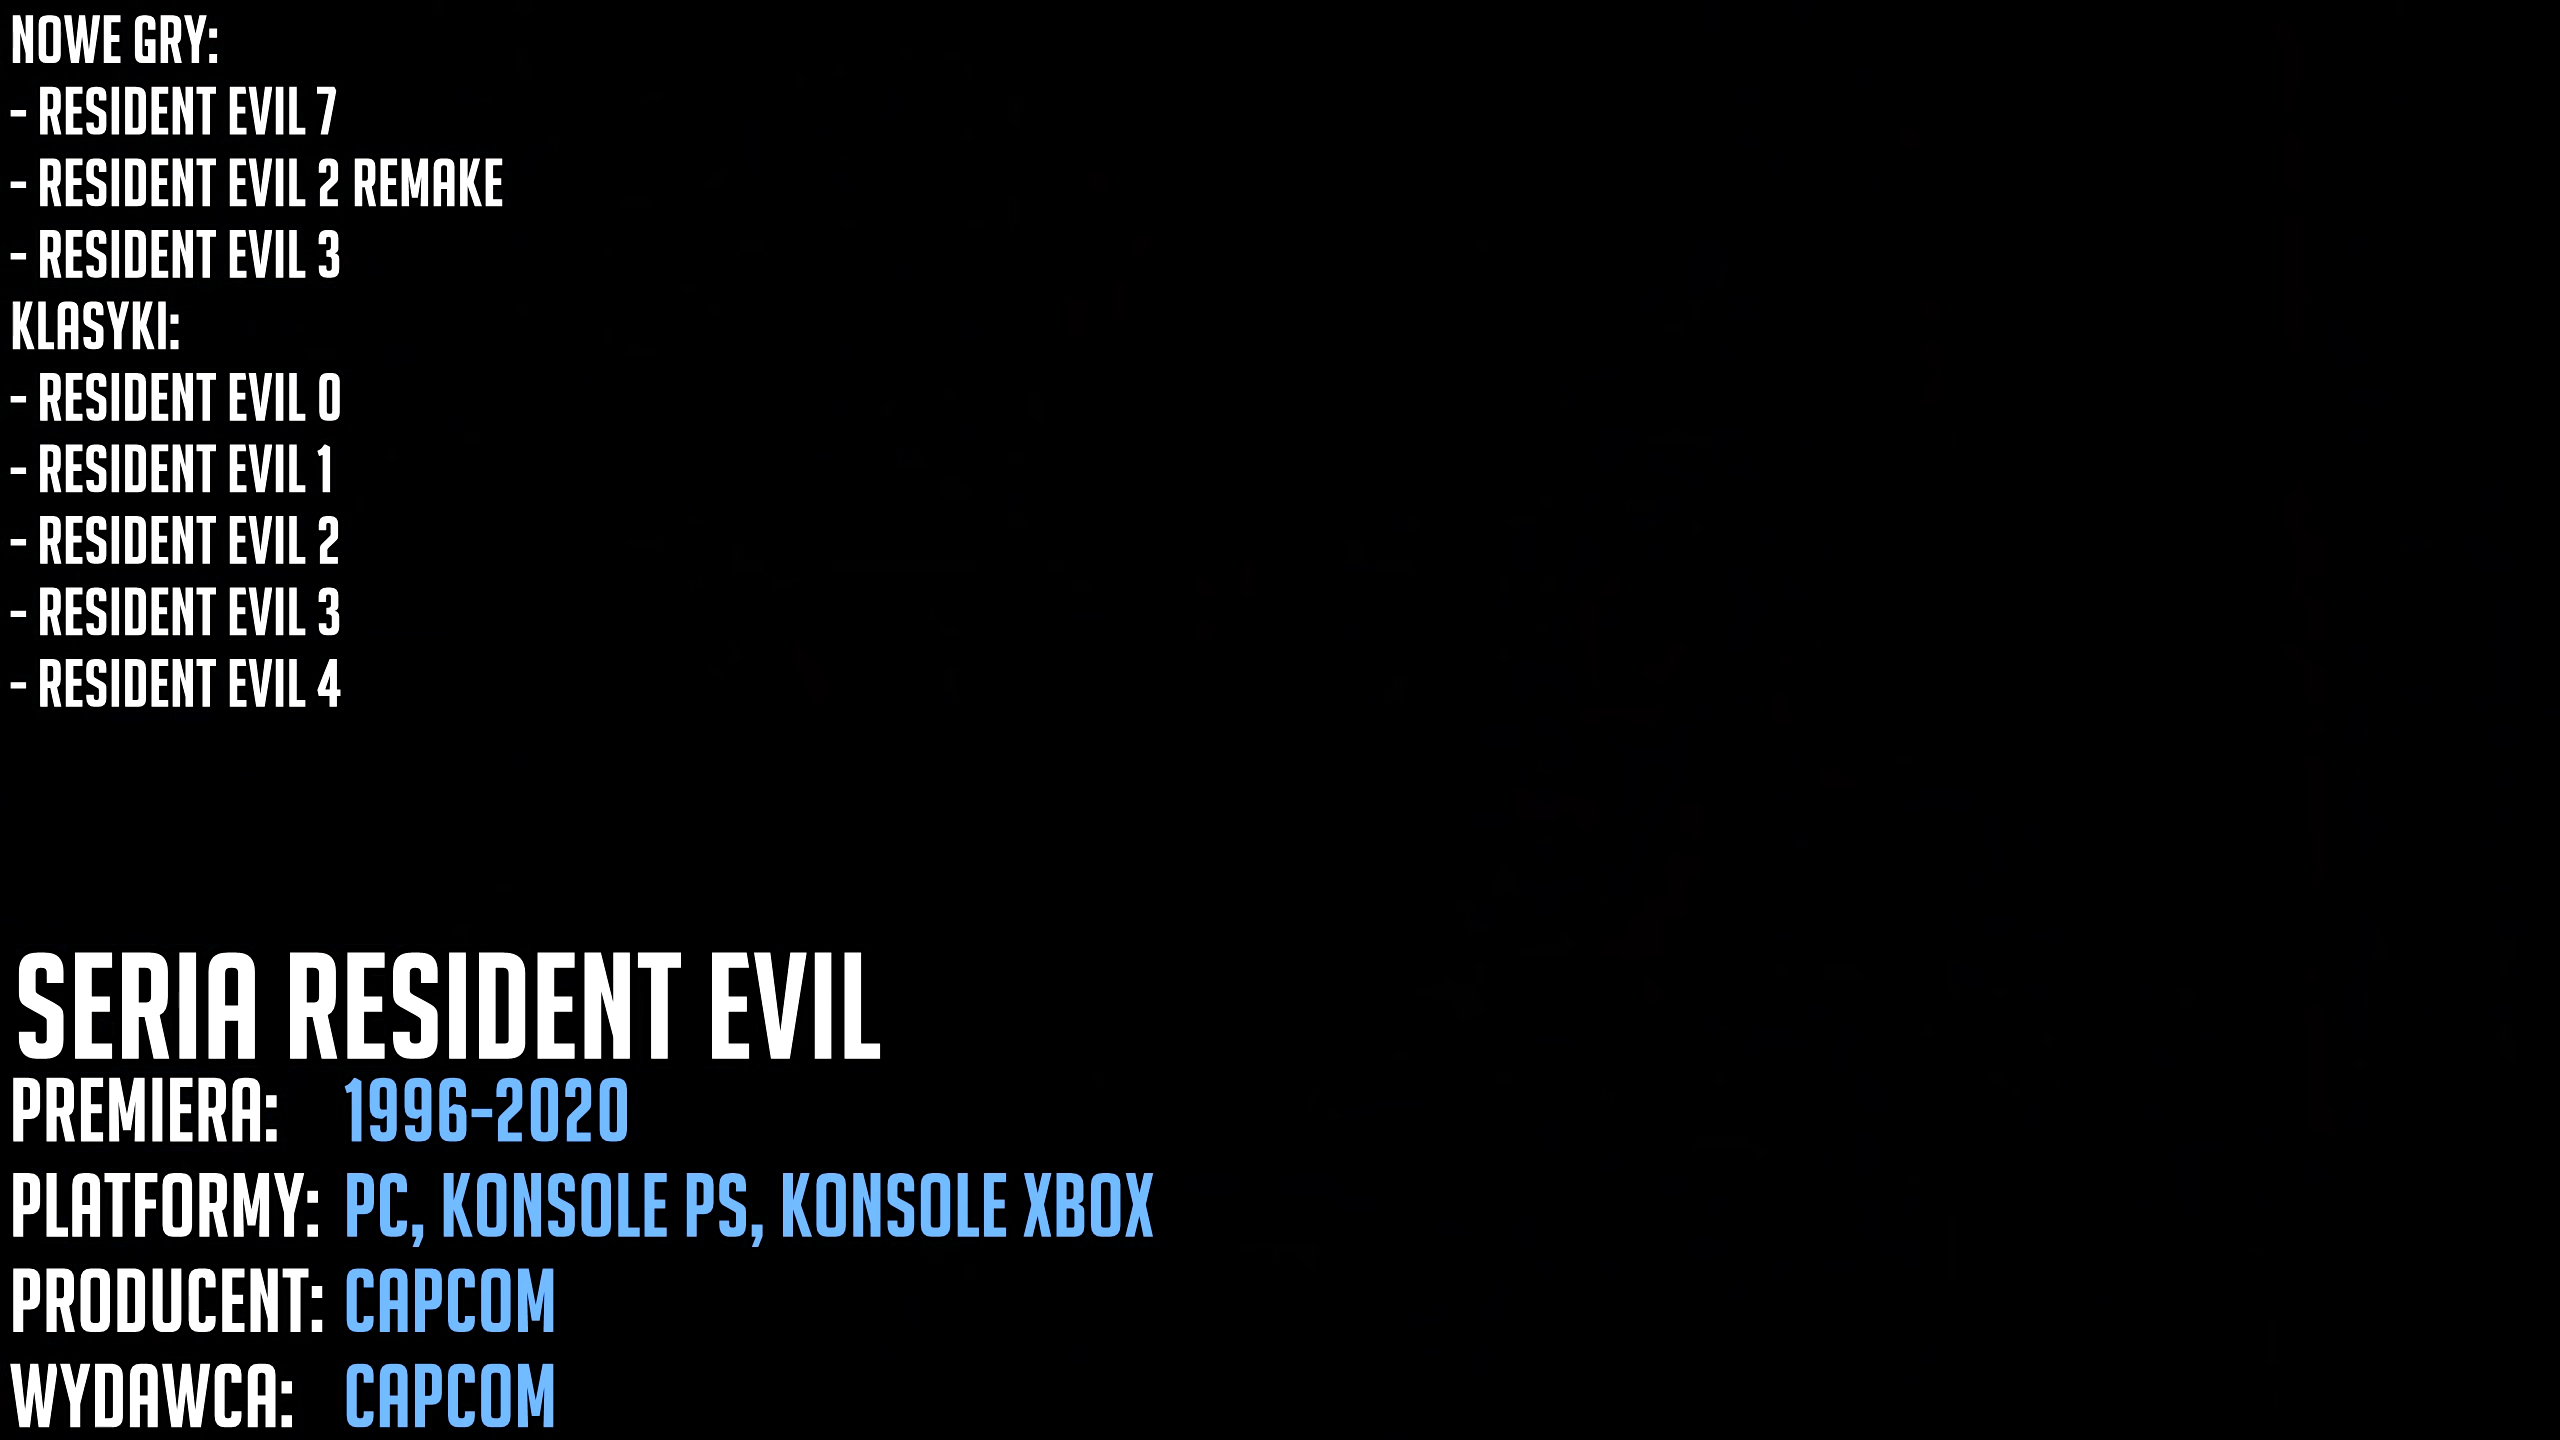 NOWE GRY:
- RESIDENT EVIL 7
- RESIDENT EVIL 2 REMAKE
- RESIDENT EVIL 3
KLASYKI:
- RESIDENT EVIL 0
- RESIDENT EVIL 1
- RESIDENT EVIL 2
- RESIDENT EVIL 3
- RESIDENT EVIL 4
SERIA RESIDENT EVIL
PREMIERA: 1996-2020
PLATFORMY: PC, KONSOLE PS, KONSOLE XBOX
PRODUCENT: CAPCOM
WYDAWCA: CAPCOM